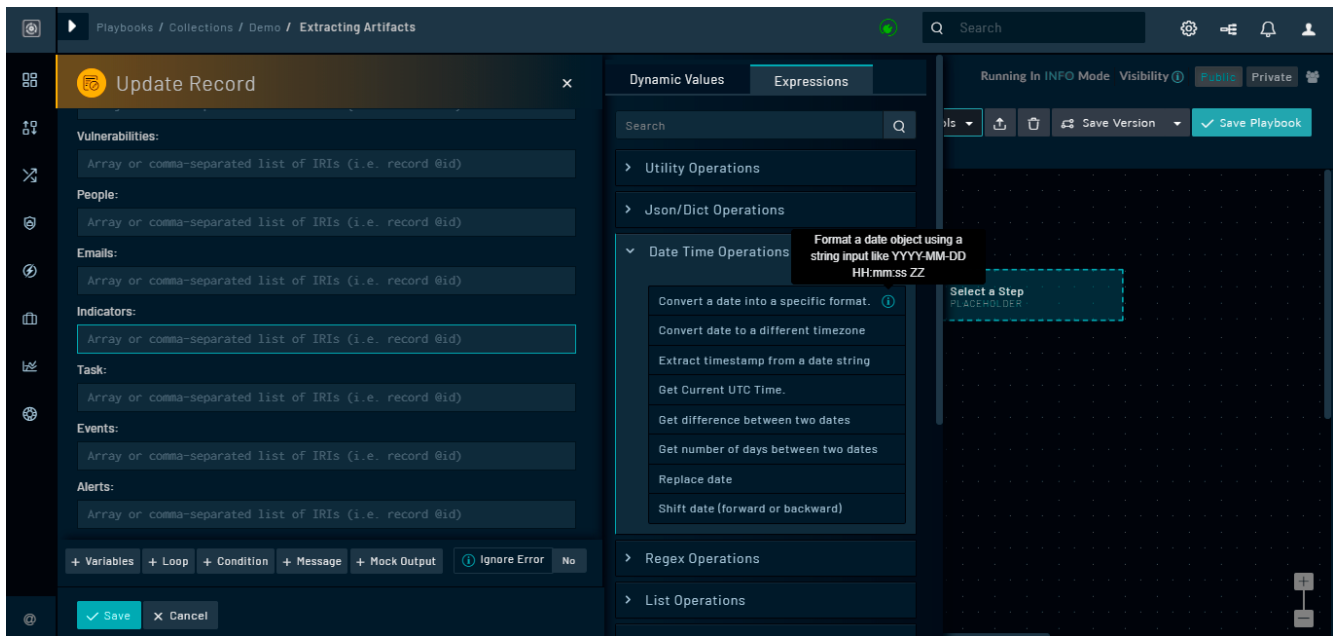 Playbooks / Collections / Demo / Extracting Artifacts
Search
Update Record
×
Vulnerabilities:
Array or comma-separated list of IRIs (i.e. record @id)
People:
Array or comma-separated list of IRIs (i.e. record @id)
Emails:
Array or comma-separated list of IRIs (i.e. record @id)
Indicators:
Array or comma-separated list of IRIs (i.e. record @id)
Task:
Array or comma-separated list of IRIs (i.e. record @id)
Events:
Array or comma-separated list of IRIs (i.e. record @id)
Alerts:
Array or comma-separated list of IRIs (i.e. record @id)
+ Variables + Loop + Condition + Message + Mock Output Ignore Error No
Save × Cancel
@
Dynamic Values Expressions
Search
Utility Operations
Json/Dict Operations
Date Time Operations
Format a date object using a
string input like YYYY-MM-DD
HH:mm:ss ZZ
Convert a date into a specific format.
Convert date to a different timezone
Extract timestamp from a date string
Get Current UTC Time.
Get difference between two dates
Get number of days between two dates
Replace date
Shift date (forward or backward)
Regex Operations
List Operations
Running In INFO Mode Visibility Public Private
Save Version Save Playbook
Select a Step
PLACEHOLDER